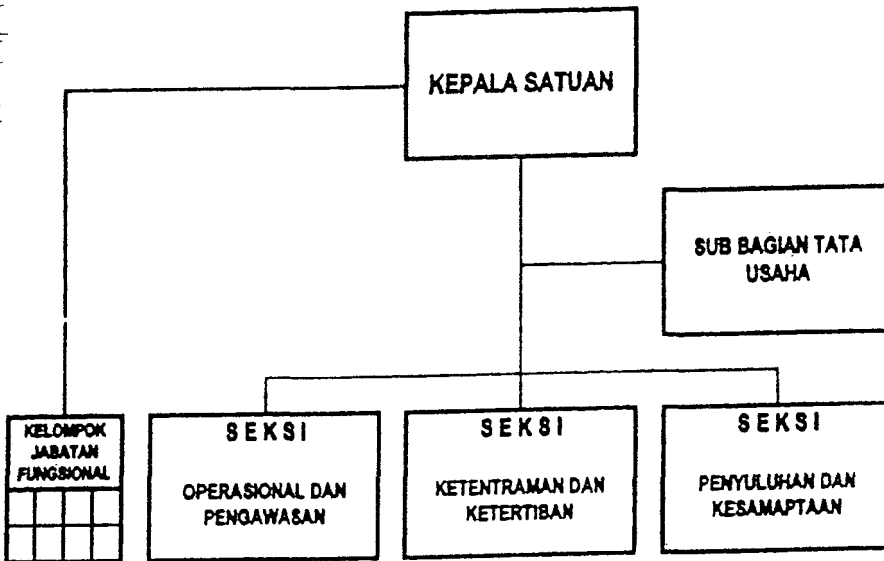 KEPALA SATUAN
SUB BAGIAN TATA
USAHA
KELOMPOK
JABATAN
FUNGSIONAL
SEKSI
OPERASIONAL DAN
PENGAWASAN
SEKSI
KETENTRAMAN DAN
KETERTIBAN
SEKSI
PENYULUHAN DAN
KESAMAPTAAN